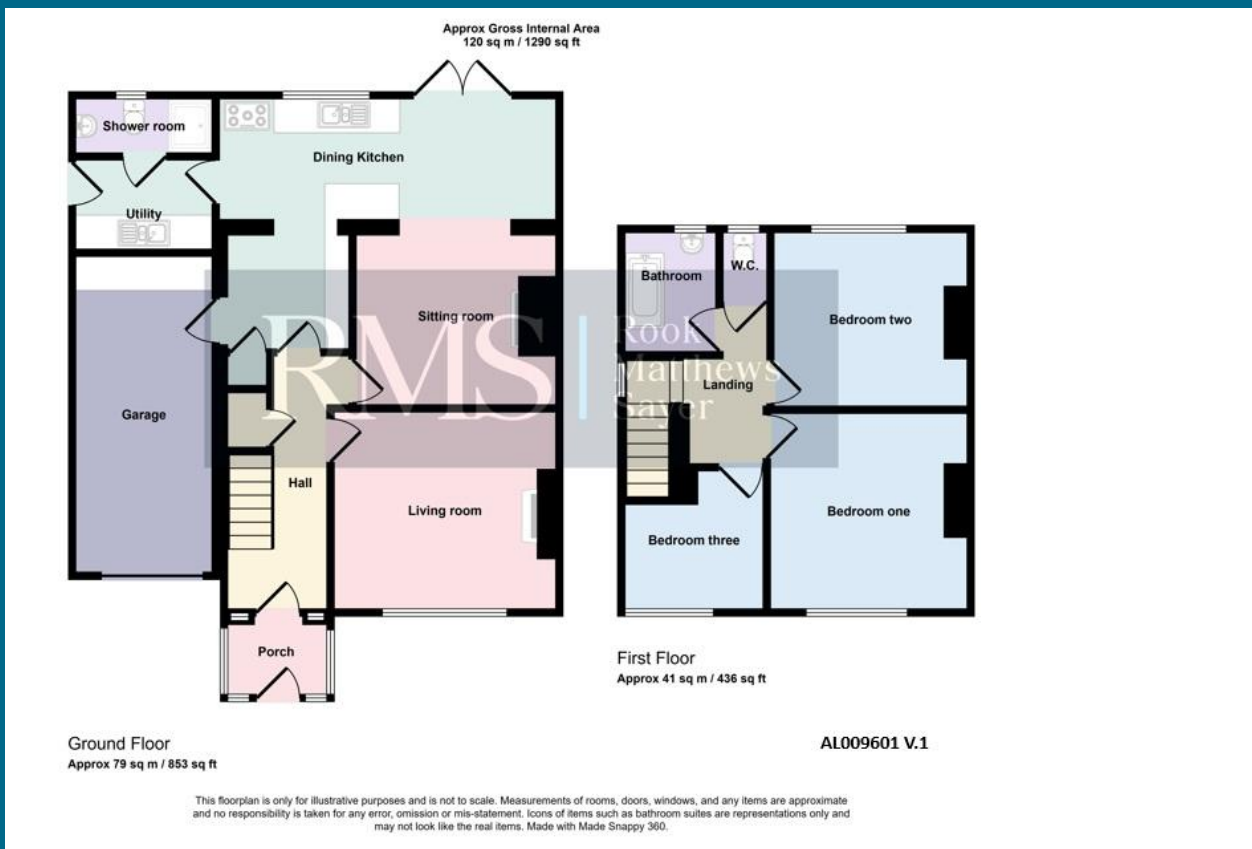 Approx Gross Internal Area
120 sq m / 1290 sq ft
Shower room
Dining Kitchen
Utility
Sitting room
Garage
Hall
Living room
Porch
Bathroom
W.C.
Bedroom two
Landing
Bedroom one
Bedroom three
RMS
Rook
Matthews
Sayer
First Floor
Approx 41 sq m / 436 sq ft
Ground Floor
Approx 79 sq m / 853 sq ft
AL009601 V.1
This floorplan is only for illustrative purposes and is not to scale. Measurements of rooms, doors, windows, and any items are approximate
and no responsibility is taken for any error, omission or mis-statement. Icons of items such as bathroom suites are representations only and
may not look like the real items. Made with Made Snappy 360.